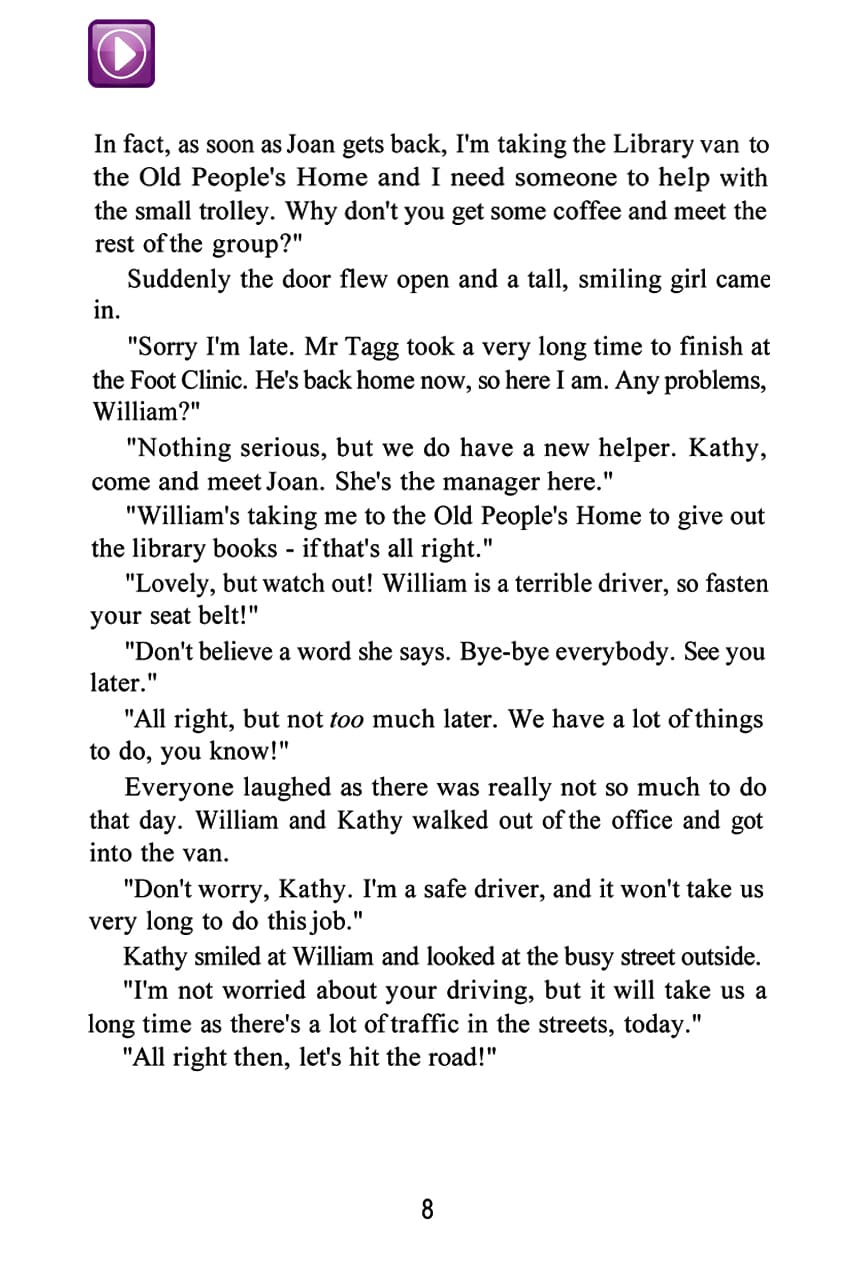 In fact, as soon as Joan gets back, I'm taking the Library van to
the Old People's Home and I need someone to help with
the small trolley. Why don't you get some coffee and meet the
rest of the group?"
Suddenly the door flew open and a tall, smiling girl came
in.
"Sorry I'm late. Mr Tagg took a very long time to finish at
the Foot Clinic. He's back home now, so here I am. Any problems,
William?"
"Nothing serious, but we do have a new helper. Kathy,
come and meet Joan. She's the manager here."
"William's taking me to the Old People's Home to give out
the library books - if that's all right."
"Lovely, but watch out! William is a terrible driver, so fasten
your seat belt!"
"Don't believe a word she says. Bye-bye everybody. See you
later."
"All right, but not too much later. We have a lot of things
to do, you know!"
Everyone laughed as there was really not so much to do
that day. William and Kathy walked out of the office and got
into the van.
"Don't worry, Kathy. I'm a safe driver, and it won't take us
very long to do this job."
Kathy smiled at William and looked at the busy street outside.
"I'm not worried about your driving, but it will take us a
long time as there's a lot of traffic in the streets, today."
"All right then, let's hit the road!"
8